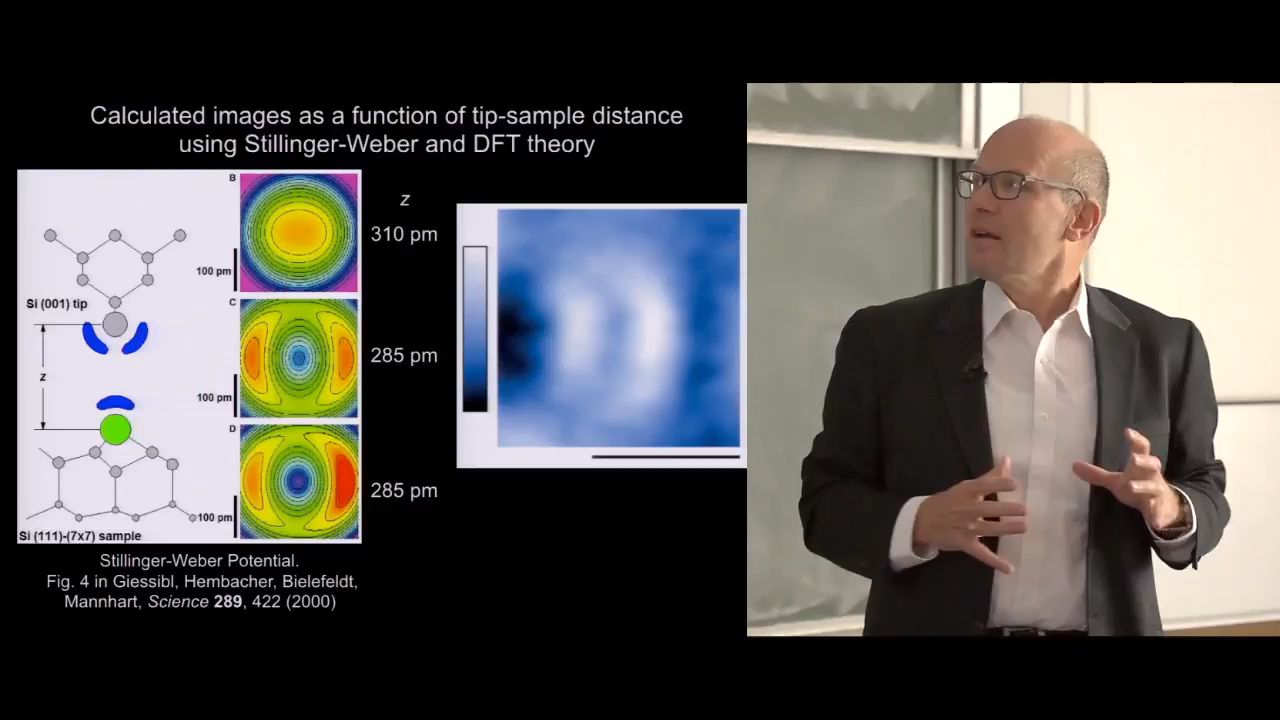 Calculated images as a function of tip-sample distance
using Stillinger-Weber and DFT theory
B
z
310 pm
100 pm
Si (001) tip
C
285 pm
z
100 pm
D
285 pm
100 pm
Si (111)-(7x7) sample
Stillinger-Weber Potential.
Fig. 4 in Giessibl, Hembacher, Bielefeldt,
Mannhart, Science 289, 422 (2000)